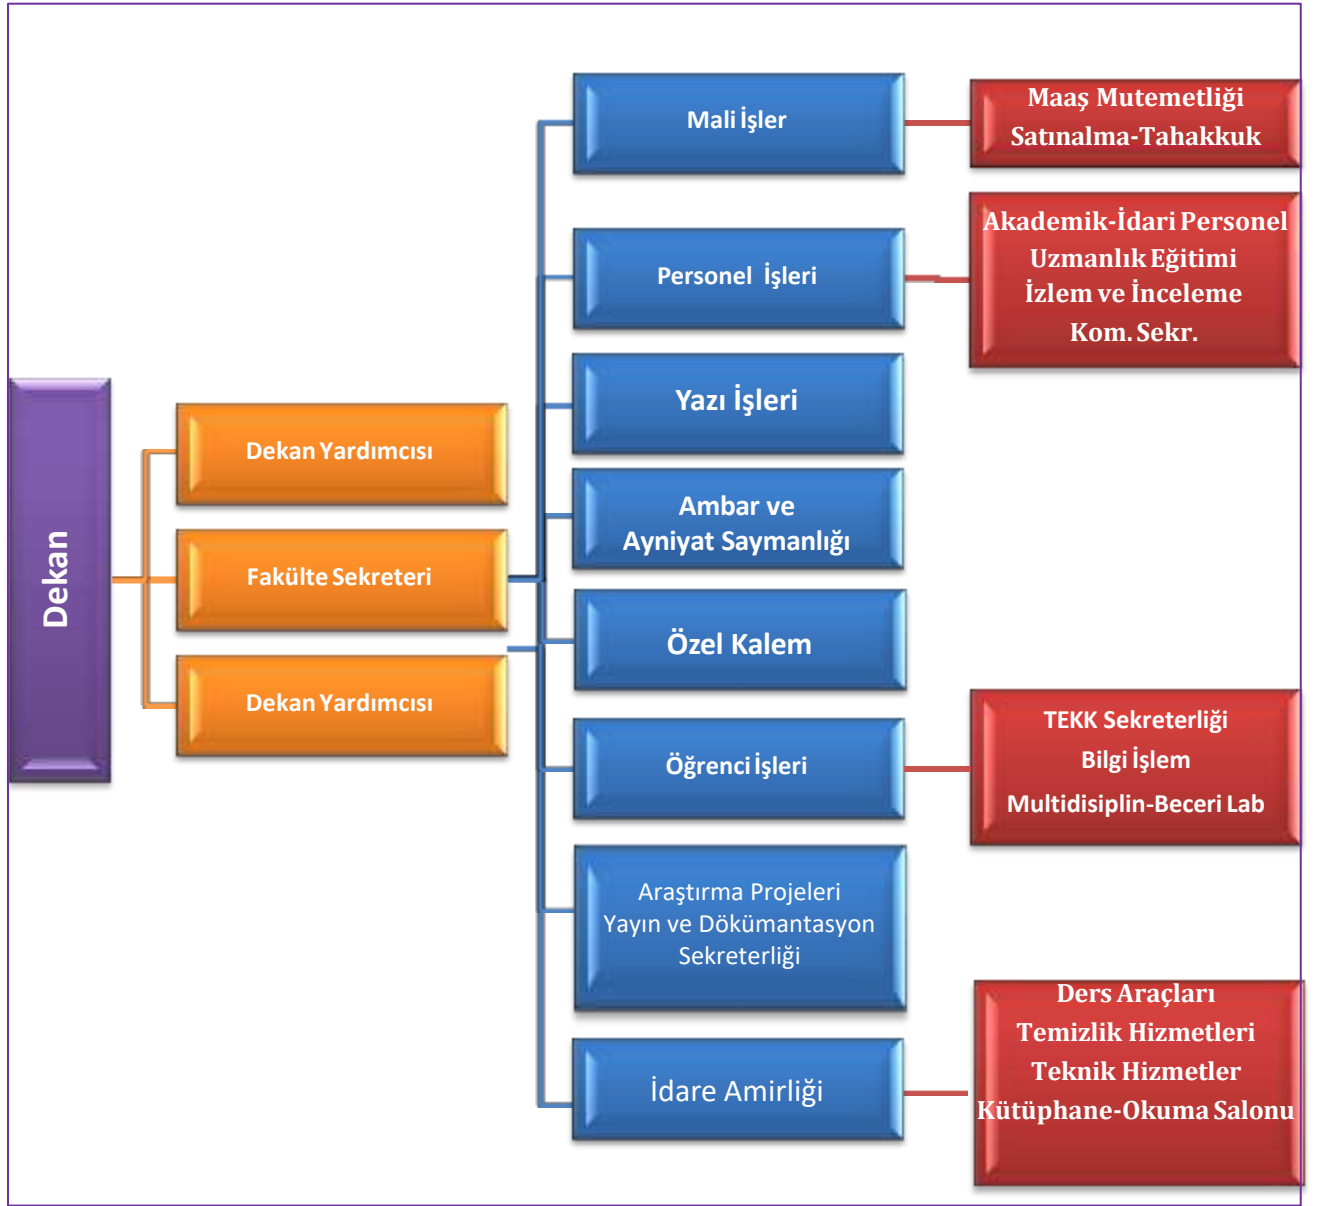 Dekan
Dekan Yardımcısı
Fakülte Sekreteri
Dekan Yardımcısı
Mali İşler
Maaş Mutemetliği
Satınalma-Tahakkuk
Personel İşleri
Akademik-İdari Personel
Uzmanlık Eğitimi
İzlem ve İnceleme
Kom. Sekr.
Yazı İşleri
Ambar ve
Ayniyat Saymanlığı
Özel Kalem
Öğrenci İşleri
TEKK Sekreterliği
Bilgi İşlem
Multidisiplin-Beceri Lab
Araştırma Projeleri
Yayın ve Dökümantasyon
Sekreterliği
İdare Amirliği
Ders Araçları
Temizlik Hizmetleri
Teknik Hizmetler
Kütüphane-Okuma Salonu